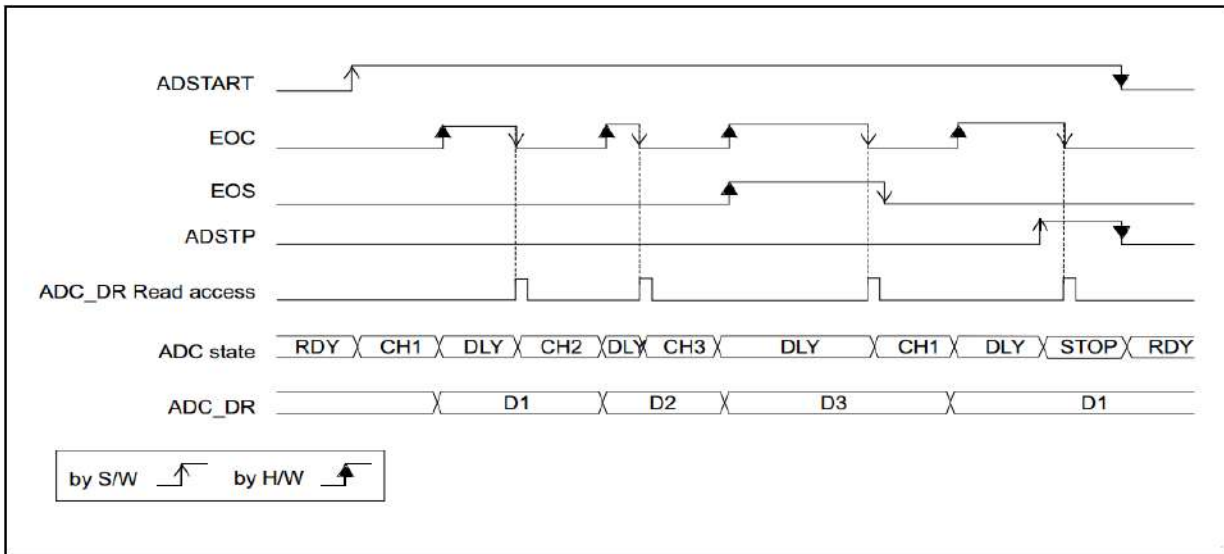 ADSTART
EOC
EOS
ADSTP
ADC_DR Read access
ADC state RDY CH1 DLY CH2 DLY CH3 DLY CH1 DLY STOP RDY
ADC_DR D1 D2 D3 D1
by S/W by H/W